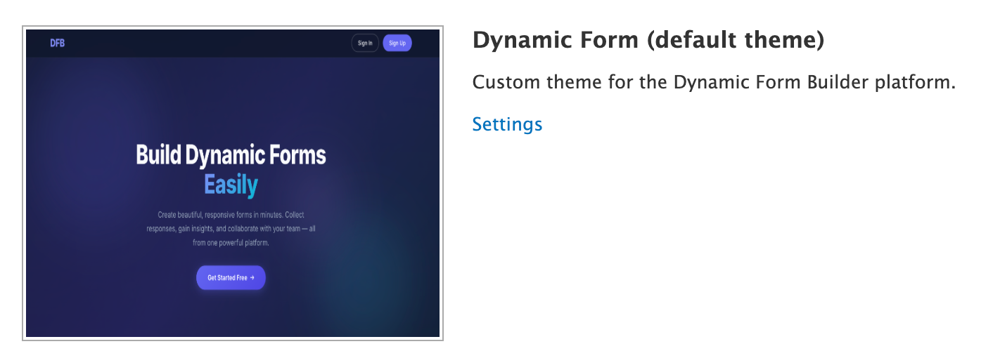 DFB
Sign In
Sign Up
Build Dynamic Forms
Easily
Create beautiful, responsive forms in minutes. Collect
responses, gain insights, and collaborate with your team — all
from one powerful platform.
Get Started Free →
Dynamic Form (default theme)
Custom theme for the Dynamic Form Builder platform.
Settings